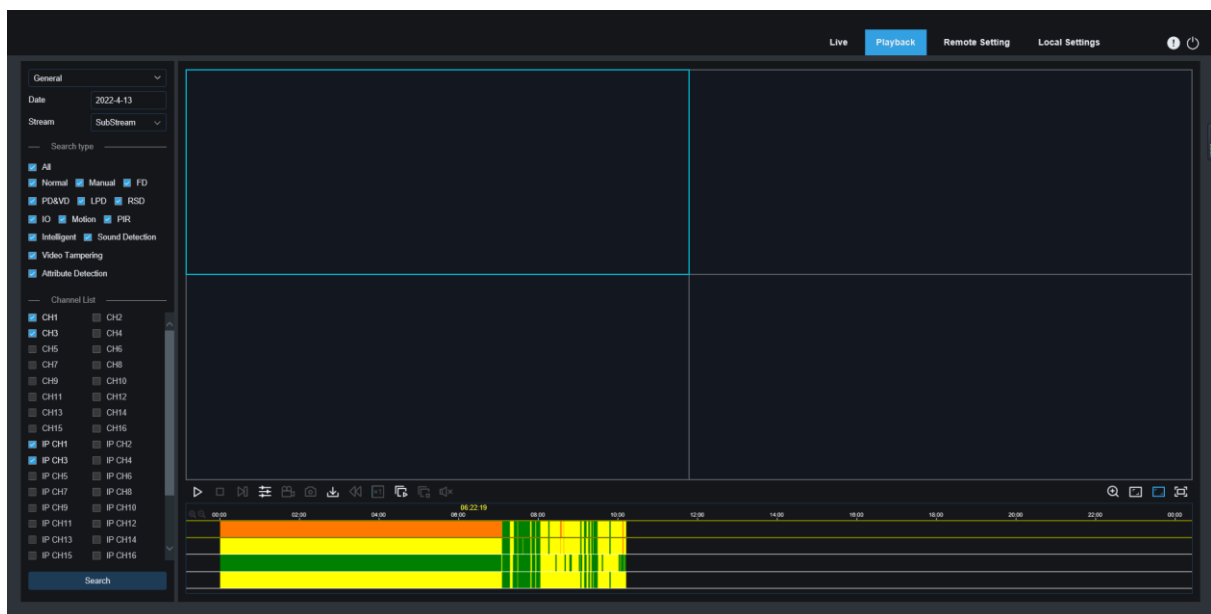 Live Playback Remote Setting Local Settings
General
Date 2022-4-13
Stream SubStream
Search type
All
Normal Manual FD
PD&VD LPD RSD
IO Motion PIR
Intelligent Sound Detection
Video Tampering
Attribute Detection
Channel List
CH1 CH2
CH3 CH4
CH5 CH6
CH7 CH8
CH9 CH10
CH11 CH12
CH13 CH14
CH15 CH16
IP CH1 IP CH2
IP CH3 IP CH4
IP CH5 IP CH6
IP CH7 IP CH8
IP CH9 IP CH10
IP CH11 IP CH12
IP CH13 IP CH14
IP CH15 IP CH16
Search
x1
06:22:19
00:00 02:00 04:00 06:00 08:00 10:00 12:00 14:00 16:00 18:00 20:00 22:00 00:00